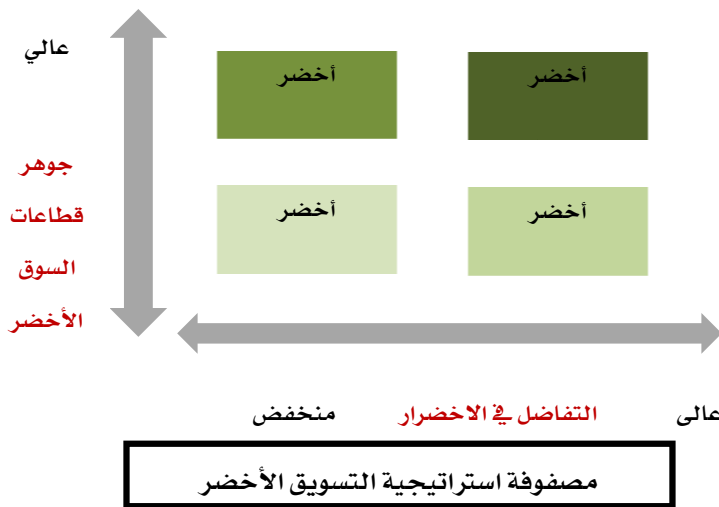 عالي
أخضر
أخضر
جوهر
قطاعات
السوق
الأخضر
أخضر
أخضر
عالى
التفاضل في الاخضرار
منخفض
مصفوفة استراتيجية التسويق الأخضر